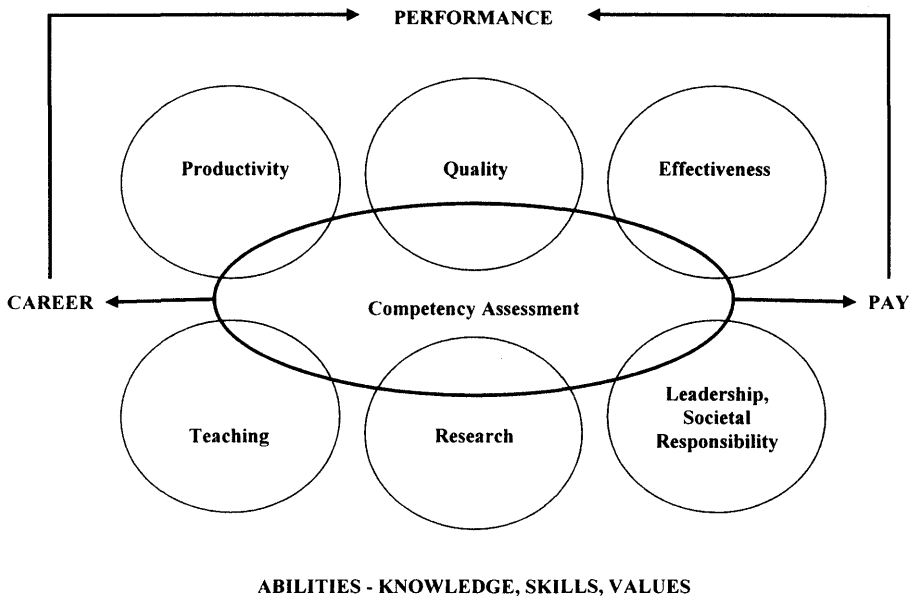 PERFORMANCE
Productivity
Quality
Effectiveness
CAREER
Competency Assessment
PAY
Teaching
Research
Leadership,
Societal
Responsibility
ABILITIES - KNOWLEDGE, SKILLS, VALUES